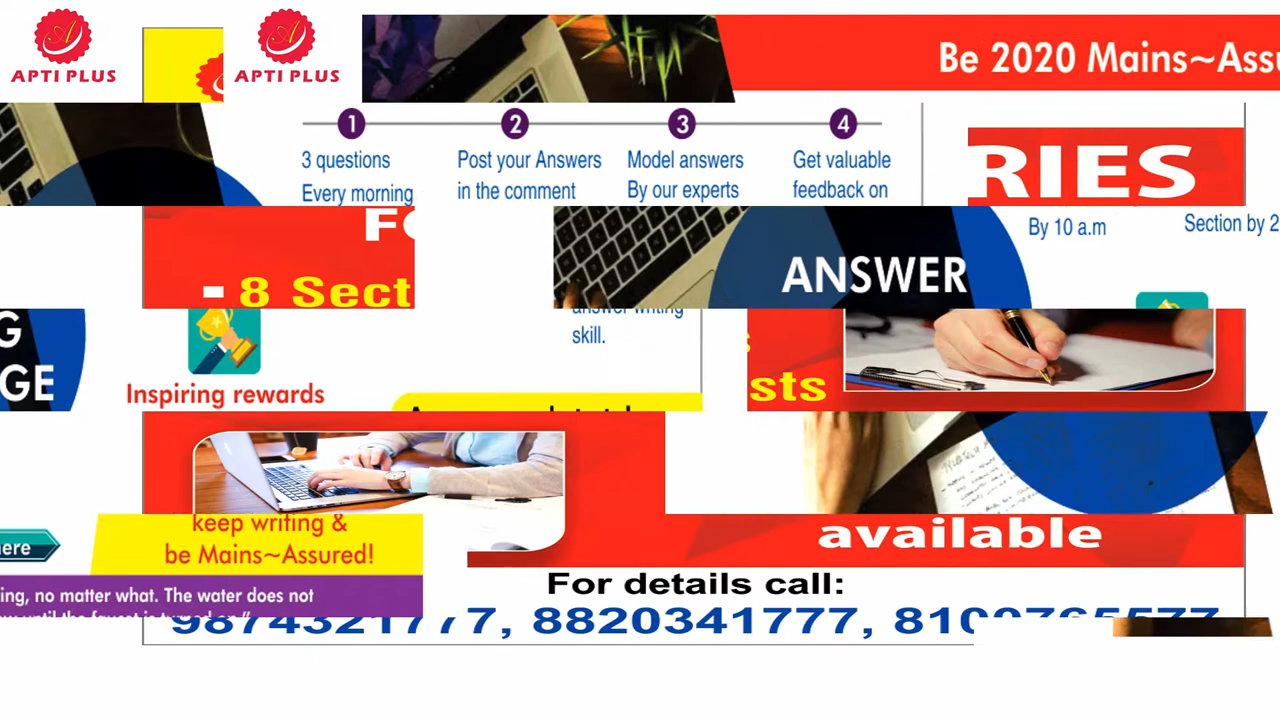 APTI PLUS
APTI PLUS
Be 2020 Mains~Assu
1 2 3 4
3 questions
Every morning
Post your Answers
in the comment
Model answers
By our experts
Get valuable
feedback on
RIES
By 10 a.m
Section by 2
- 8 Sect
ANSWER
answer writing
skill.
G
GE
Inspiring rewards
sts
keep writing &
be Mains~Assured!
ere
available
ing, no matter what. The water does not
For details call:
9874321777, 8820341777,